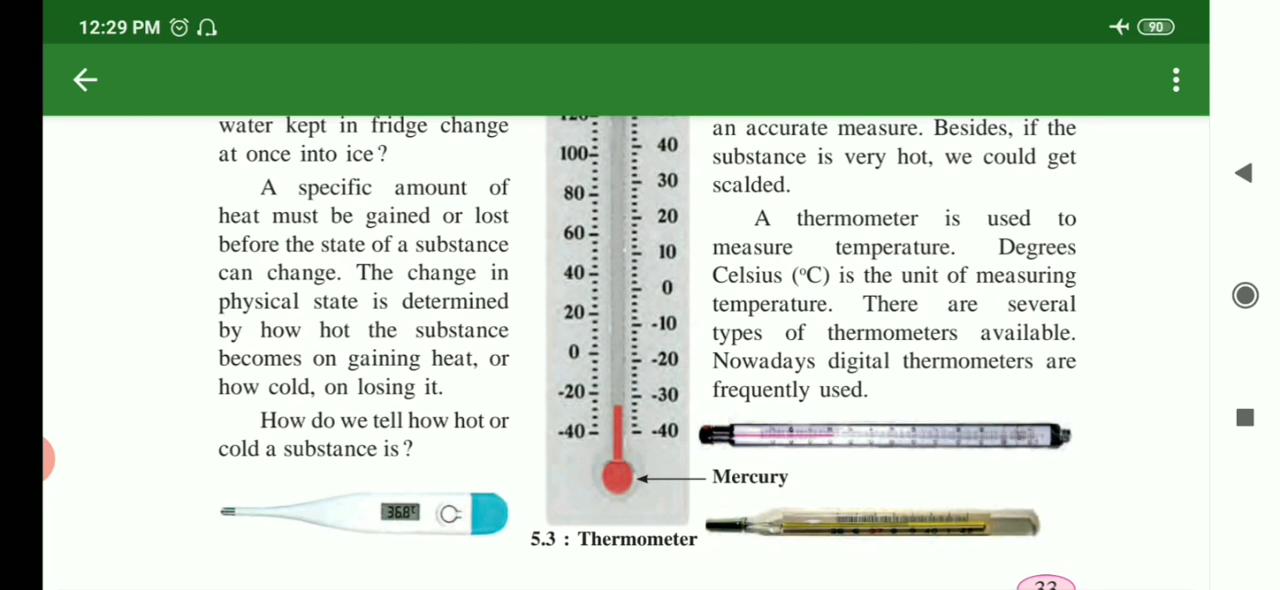 12:29 PM
90
water kept in fridge change
at once into ice?
A specific amount of
heat must be gained or lost
before the state of a substance
can change. The change in
physical state is determined
by how hot the substance
becomes on gaining heat, or
how cold, on losing it.
How do we tell how hot or
cold a substance is?
36.8°C
120
100 40
80 30
60 20
40 10
20 0
0 -10
-20 -20
-40 -30
-40
Mercury
5.3 : Thermometer
an accurate measure. Besides, if the
substance is very hot, we could get
scalded.
A thermometer is used to
measure temperature. Degrees
Celsius (°C) is the unit of measuring
temperature. There are several
types of thermometers available.
Nowadays digital thermometers are
frequently used.
33